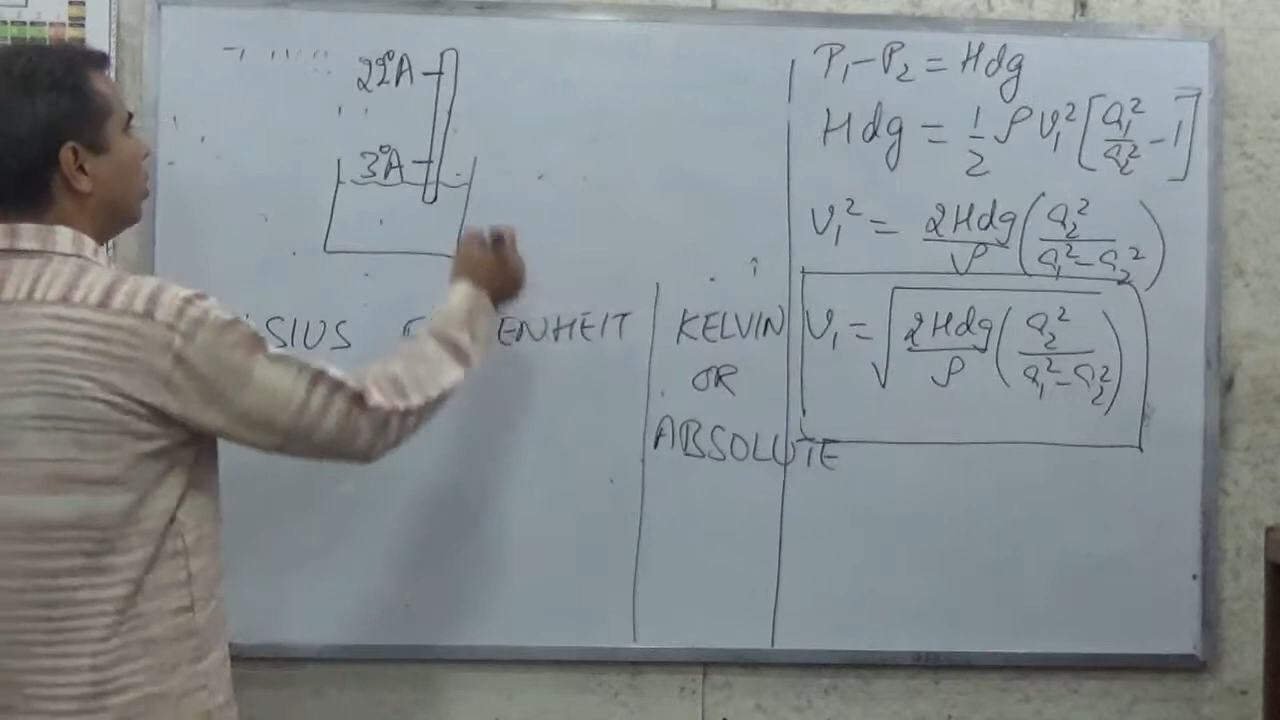 22°A
3°A
SIUS
ENHEIT
KELVIN
OR
ABSOLUTE
P₁-P₂ = Hdg
Hdg = 1/2 ρ v₁² [a₁²/a₂² - 1]
v₁² = 2Hdg/ρ (a₂²/a₁²-a₂²)
v₁ = √2Hdg/ρ (a₂²/a₁²-a₂²)